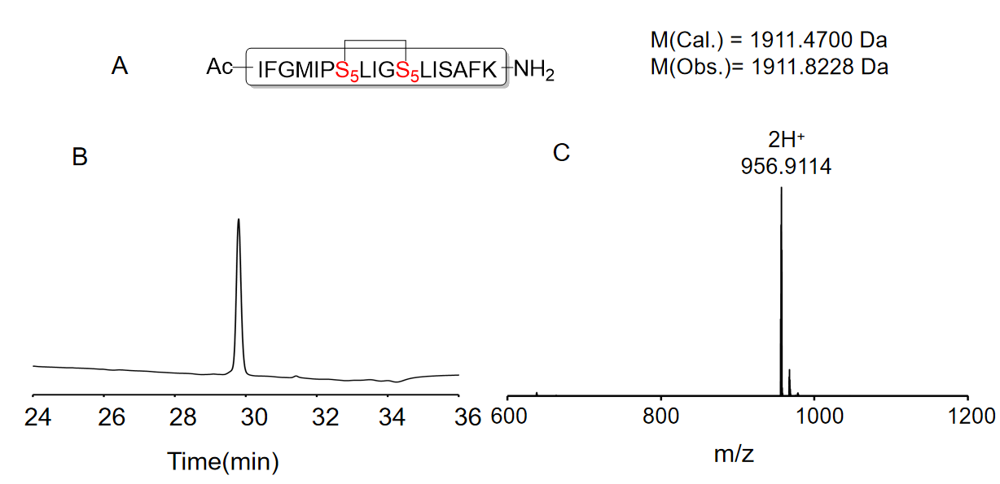 A
Ac IFGMIPS₅LIGS₅LISAFK NH₂
M(Cal.) = 1911.4700 Da
M(Obs.)= 1911.8228 Da
B
24 26 28 30 32 34 36
Time(min)
C
2H⁺
956.9114
600 800 1000 1200
m/z